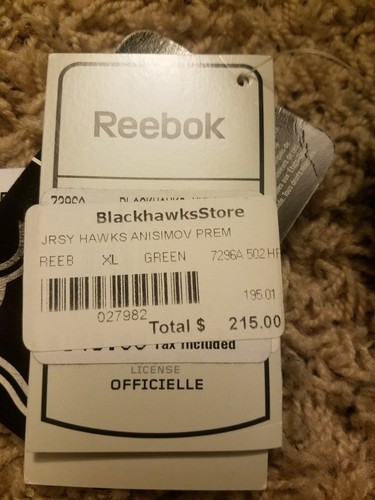 Reebok
7296A
BlackhawksStore
JRSY HAWKS ANISIMOV PREM
REEB XL GREEN 7296A 502 HF
195.01
027982
Total $ 215.00
Tax Included
LICENSE
OFFICIELLE